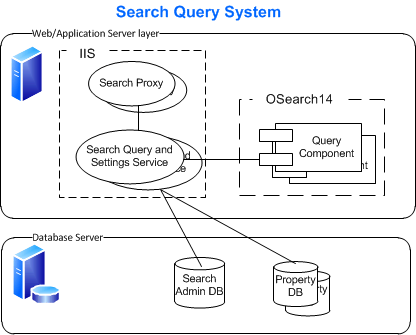 Search Query System
Web/Application Server layer
IIS
Search Proxy
OSearch14
Search Query and
Settings Service
Query
Component
Database Server
Search
Admin DB
Property
DB